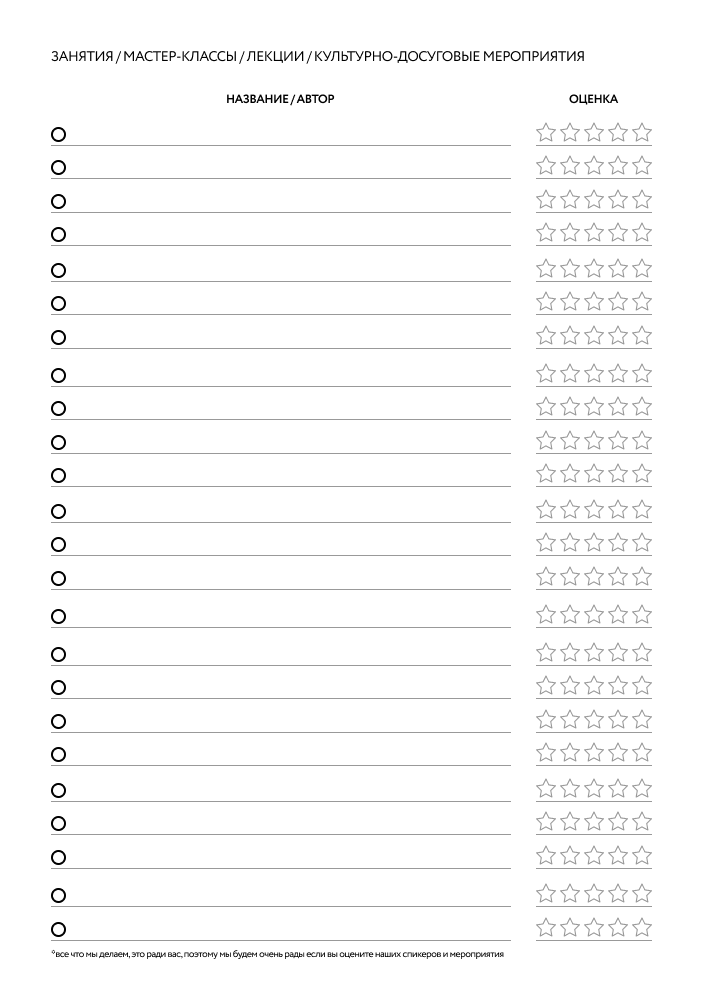 ЗАНЯТИЯ / МАСТЕР-КЛАССЫ / ЛЕКЦИИ / КУЛЬТУРНО-ДОСУГОВЫЕ МЕРОПРИЯТИЯ
НАЗВАНИЕ / АВТОР ОЦЕНКА
*все что мы делаем, это ради вас, поэтому мы будем очень рады если вы оцените наших спикеров и мероприятия